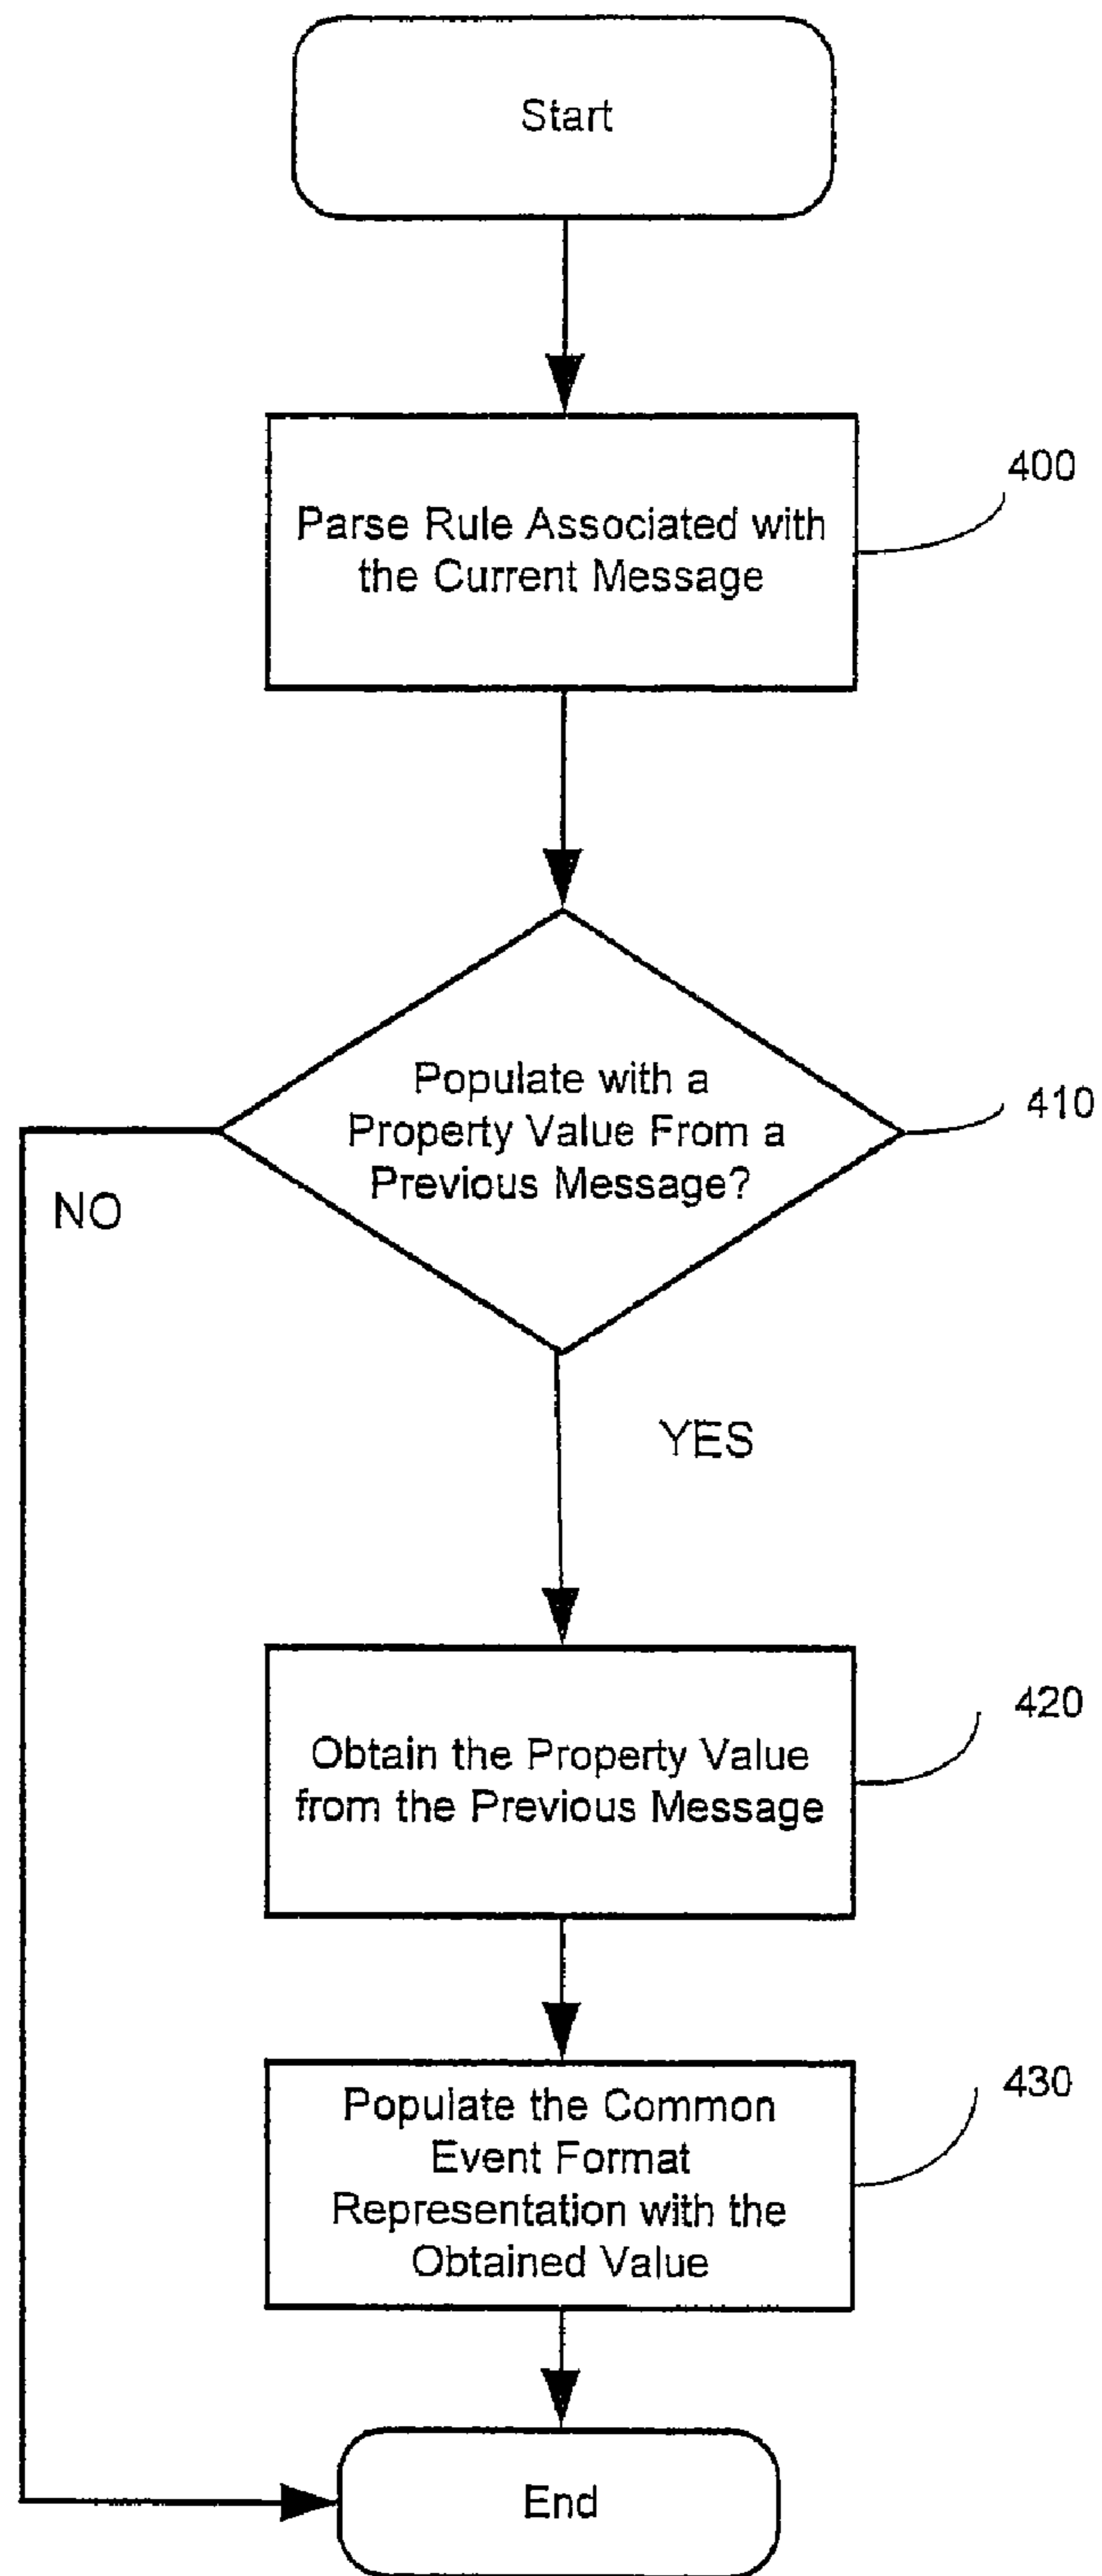 Start
Parse Rule Associated with
the Current Message
400
Populate with a
Property Value From a
Previous Message?
410
NO
YES
Obtain the Property Value
from the Previous Message
420
Populate the Common
Event Format
Representation with the
Obtained Value
430
End